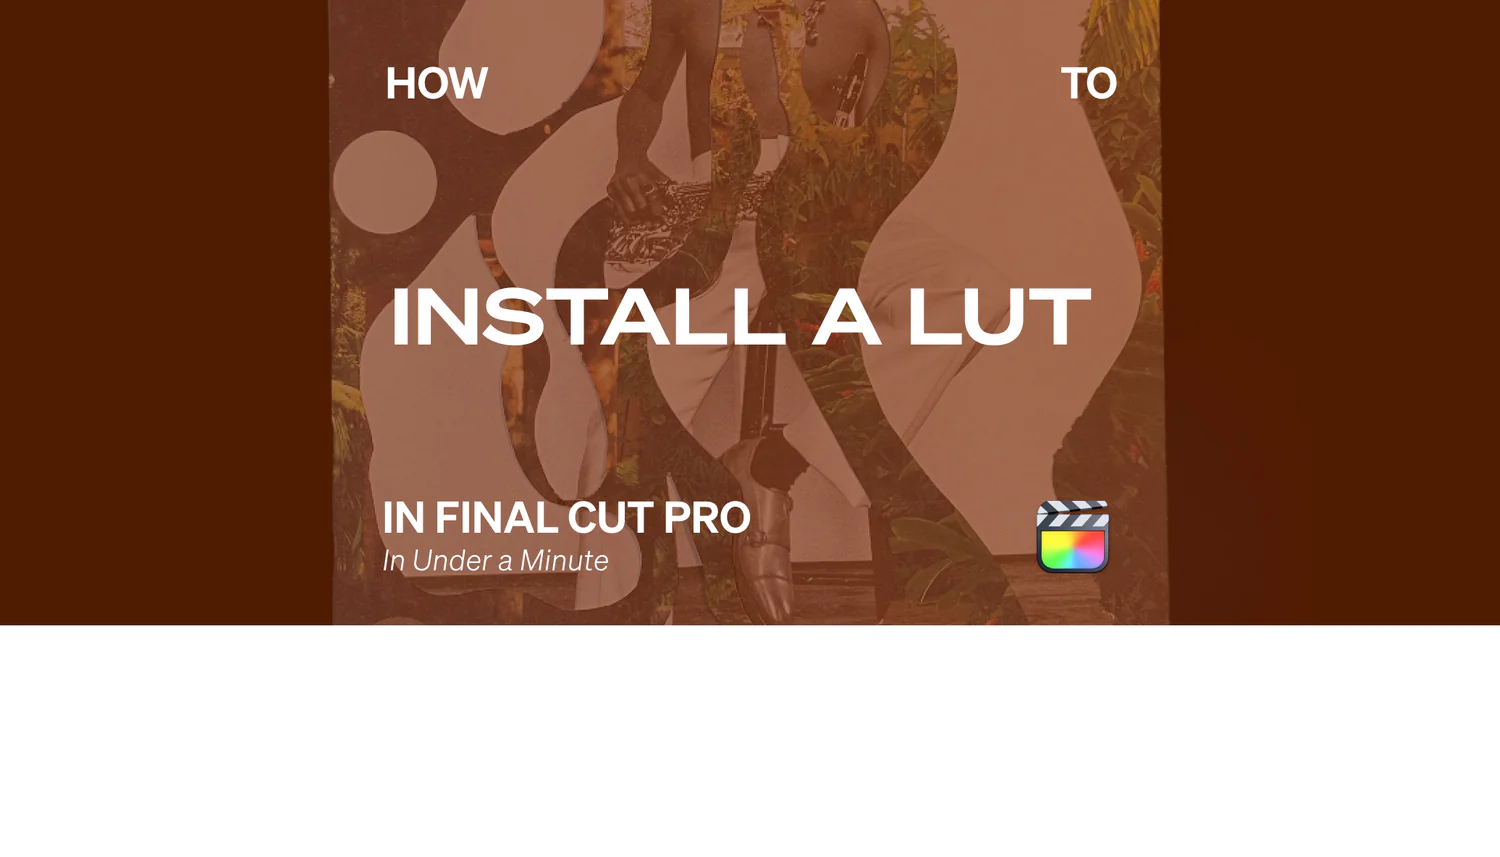 HOW TO
INSTALL A LUT
IN FINAL CUT PRO
In Under a Minute